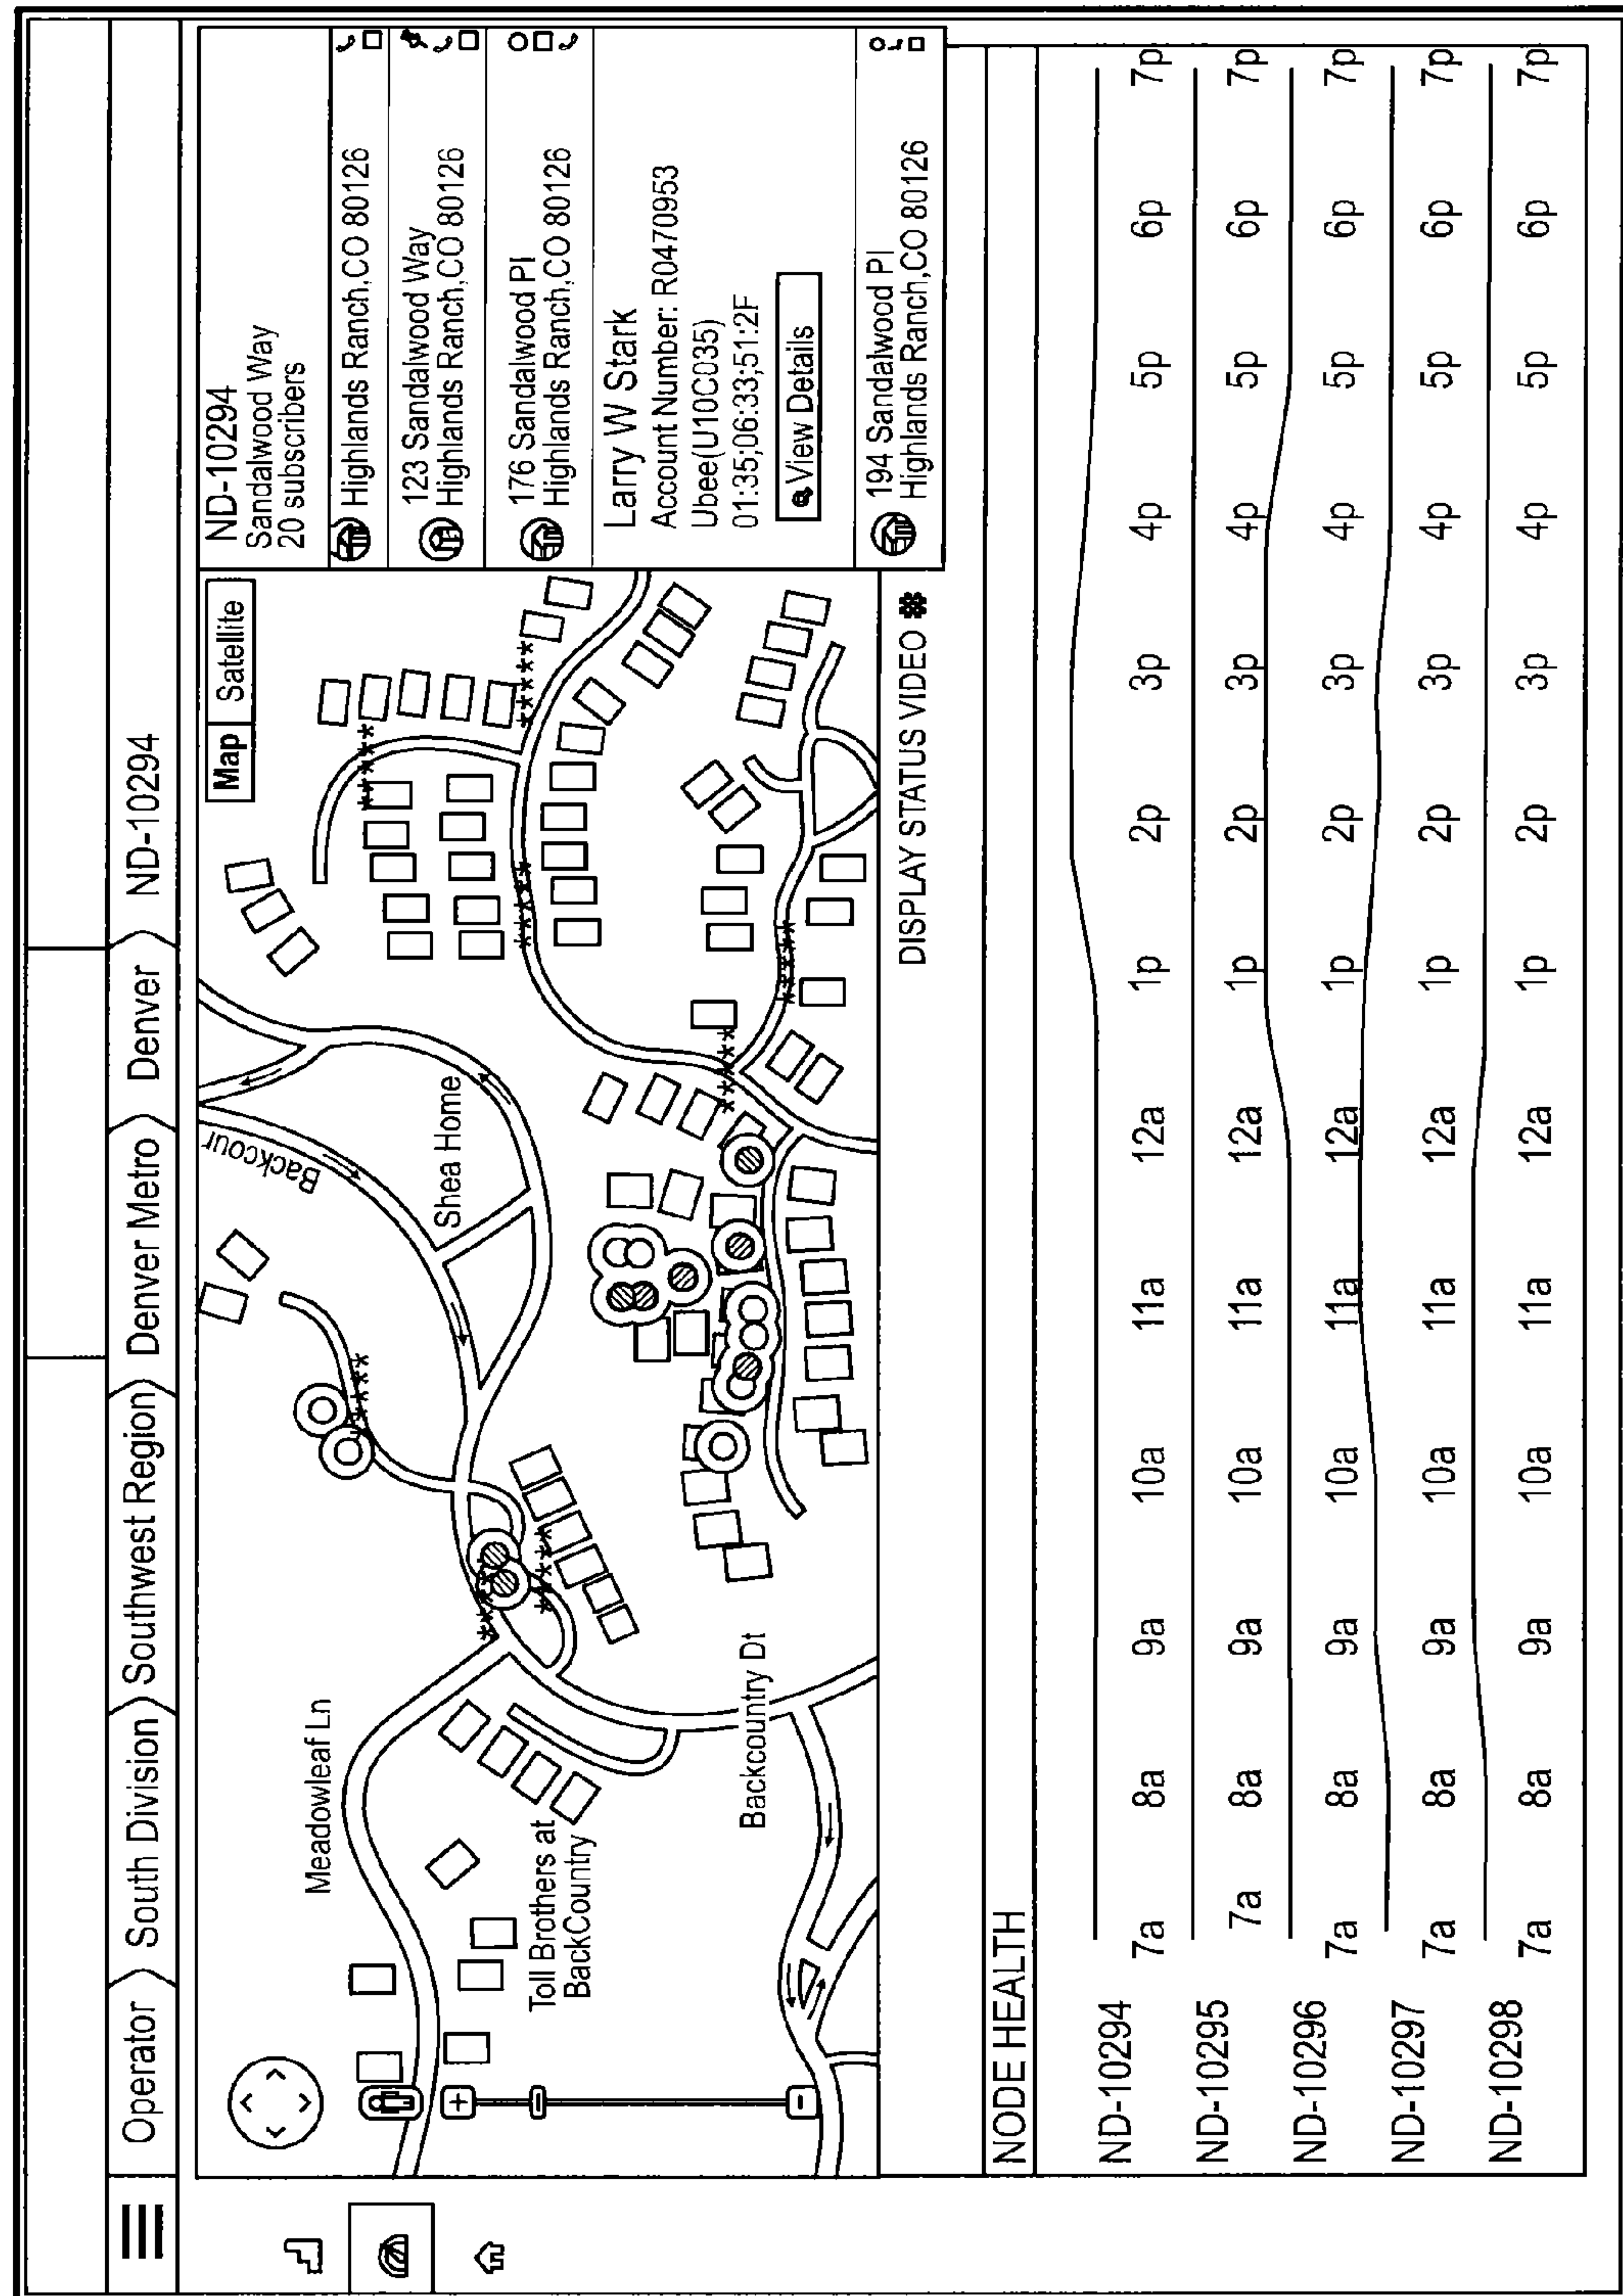 Operator South Division Southwest Region Denver Metro Denver ND-10294
Map Satellite
Meadowleaf Ln
Backcour
Shea Home
Toll Brothers at
BackCountry
Backcountry Dt
ND-10294
Sandalwood Way
20 subscribers
Highlands Ranch,CO 80126
123 Sandalwood Way
Highlands Ranch,CO 80126
176 Sandalwood Pl
Highlands Ranch,CO 80126
Larry W Stark
Account Number: R0470953
Ubee(U10C035)
01:35;06:33;51:2F
View Details
194 Sandalwood Pl
Highlands Ranch,CO 80126
DISPLAY STATUS VIDEO
NODE HEALTH
ND-10294
7a 8a 9a 10a 11a 12a 1p 2p 3p 4p 5p 6p 7p
ND-10295
7a 8a 9a 10a 11a 12a 1p 2p 3p 4p 5p 6p 7p
ND-10296
7a 8a 9a 10a 11a 12a 1p 2p 3p 4p 5p 6p 7p
ND-10297
7a 8a 9a 10a 11a 12a 1p 2p 3p 4p 5p 6p 7p
ND-10298
7a 8a 9a 10a 11a 12a 1p 2p 3p 4p 5p 6p 7p